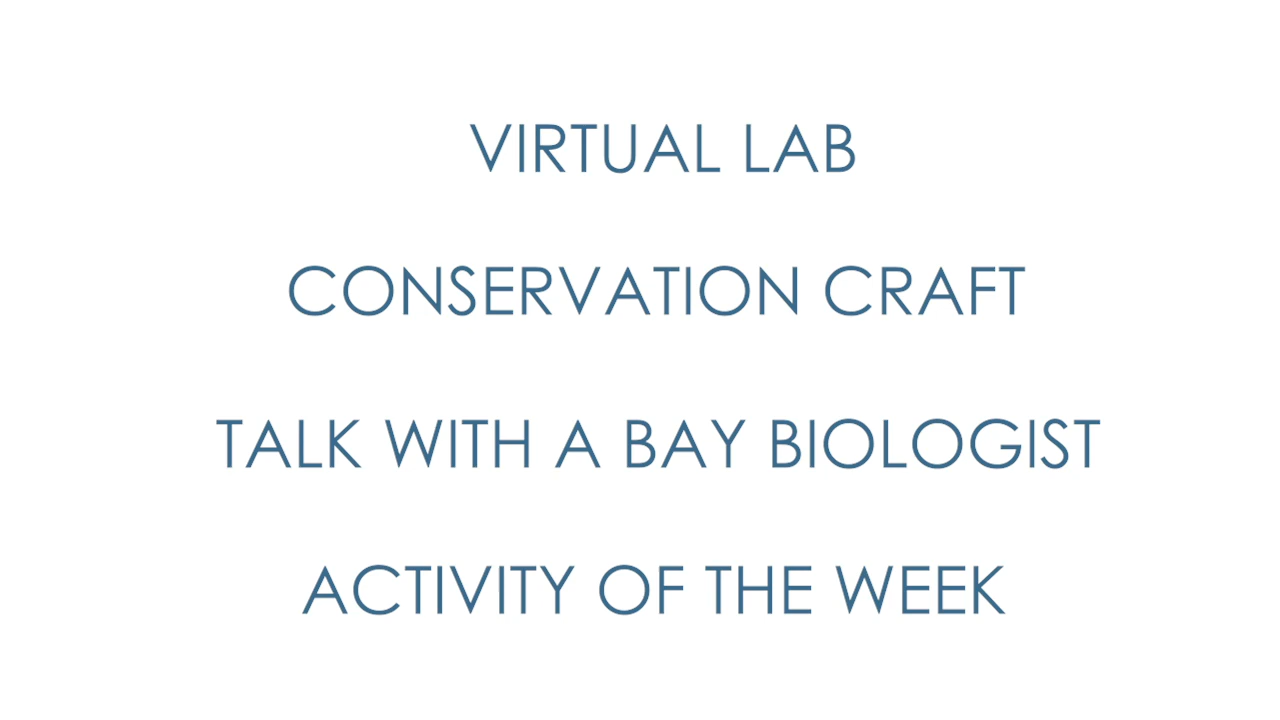 VIRTUAL LAB
CONSERVATION CRAFT
TALK WITH A BAY BIOLOGIST
ACTIVITY OF THE WEEK